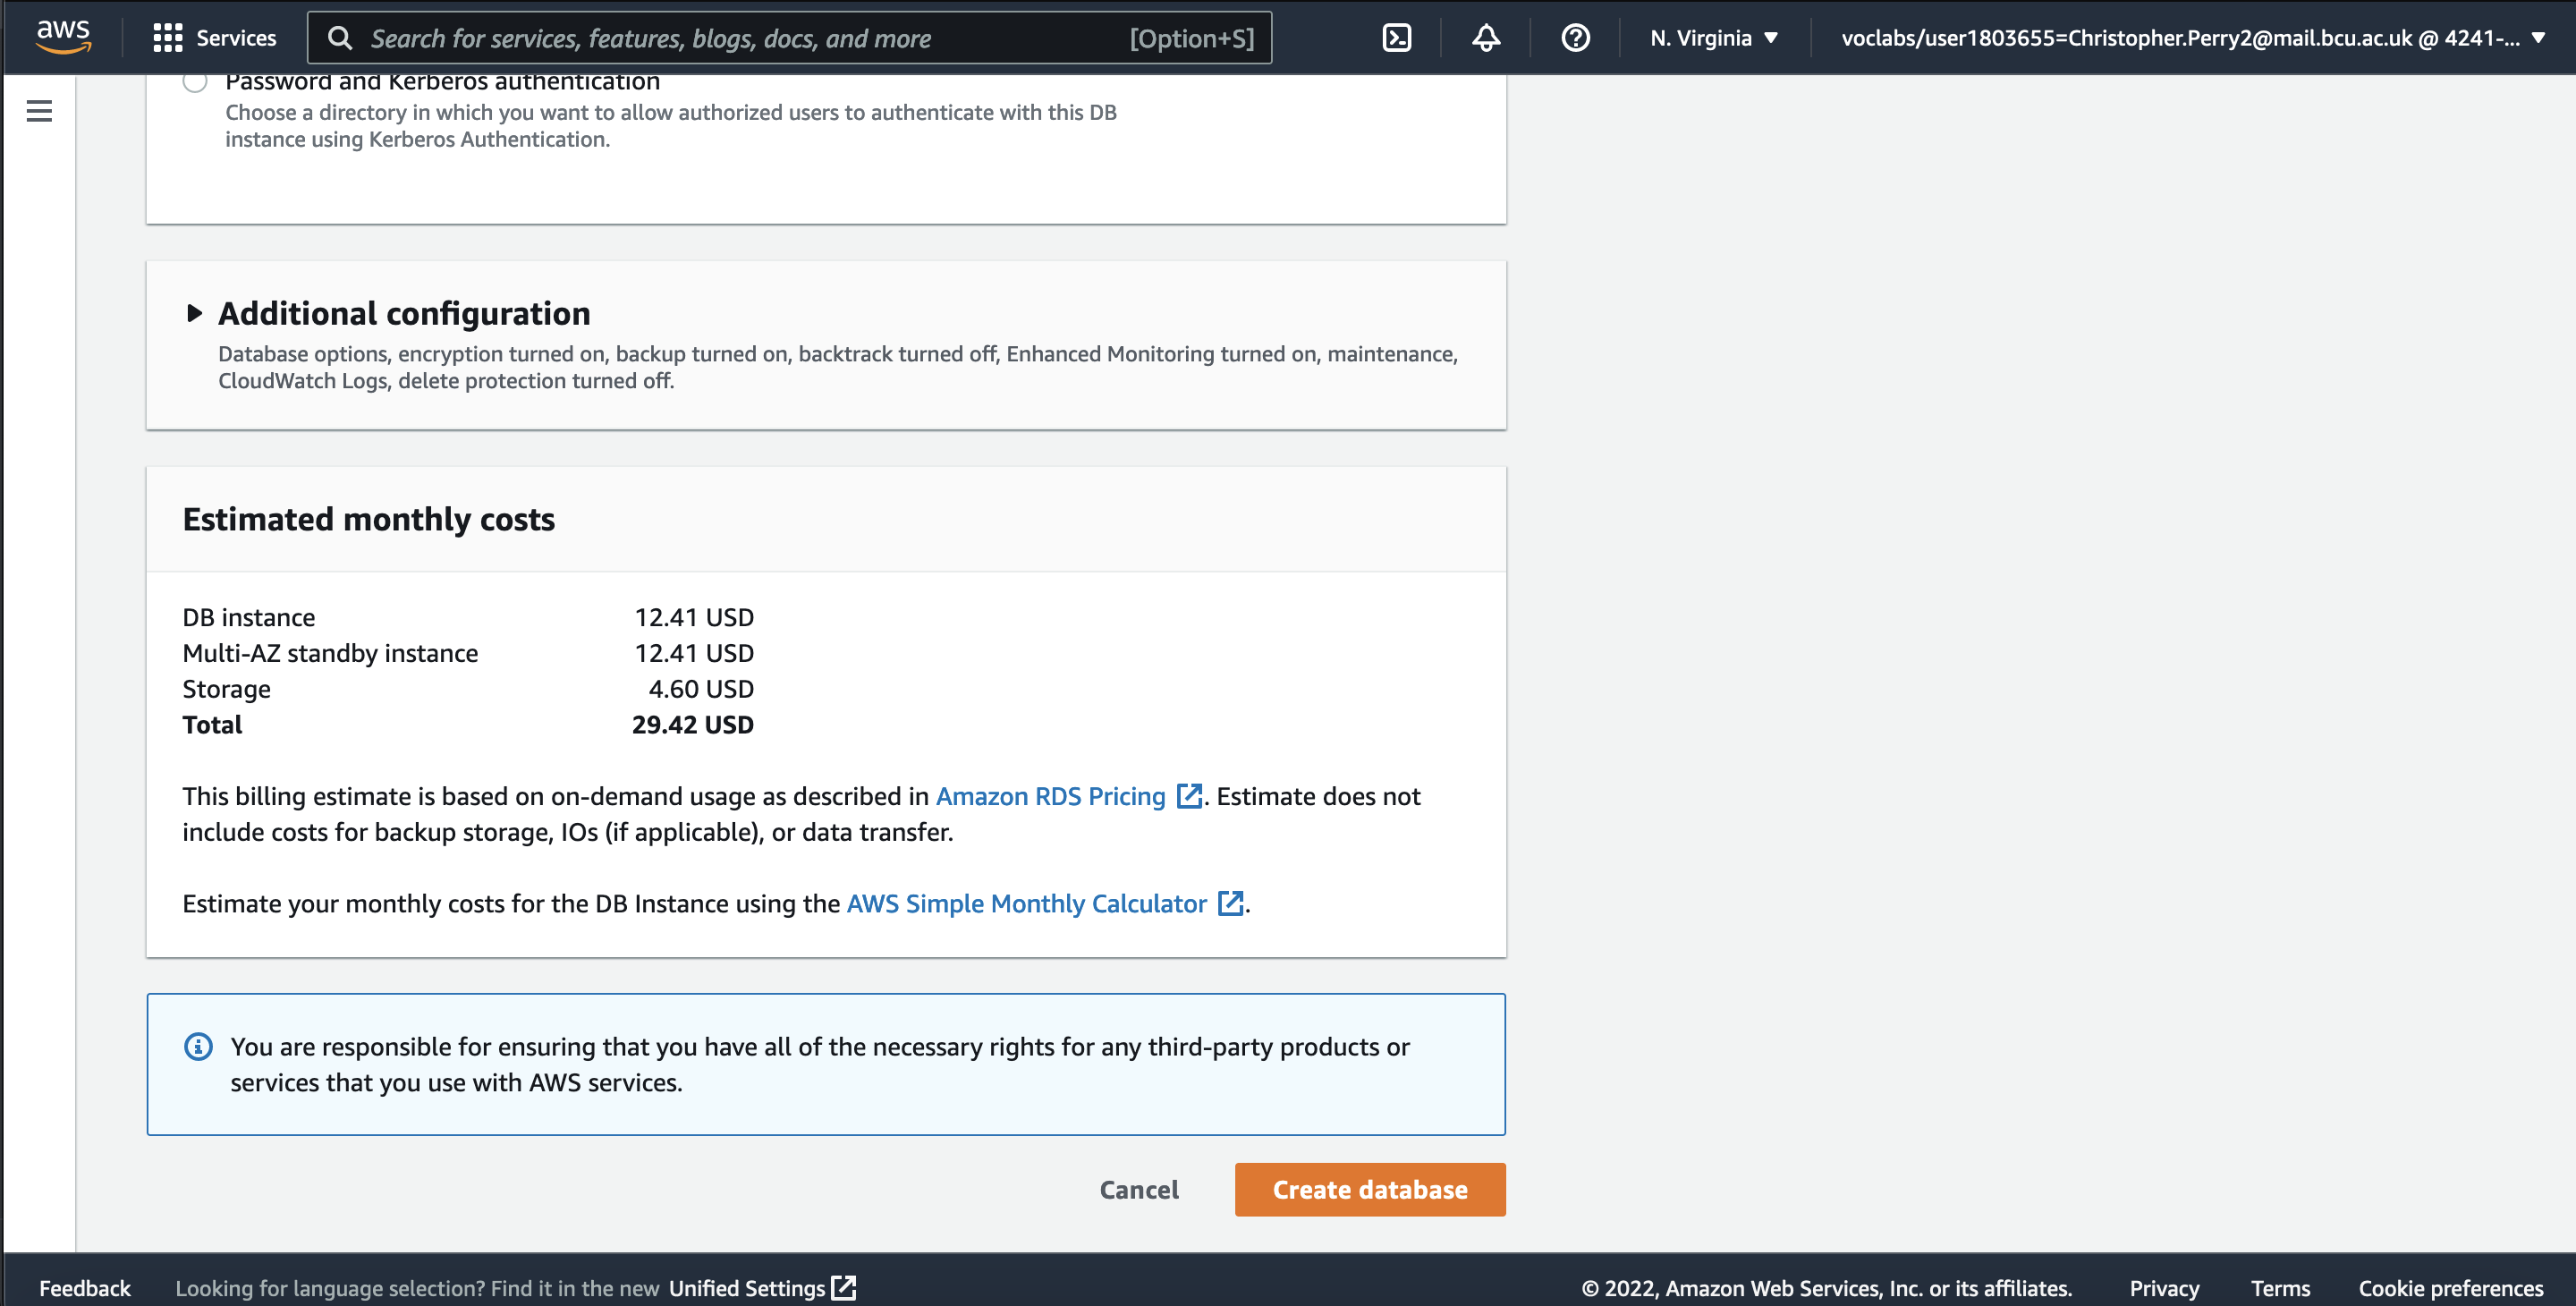 aws
Services
Search for services, features, blogs, docs, and more
[Option+S]
N. Virginia
voclabs/user1803655=Christopher.Perry2@mail.bcu.ac.uk @ 4241-...
Password and Kerberos authentication
Choose a directory in which you want to allow authorized users to authenticate with this DB
instance using Kerberos Authentication.
Additional configuration
Database options, encryption turned on, backup turned on, backtrack turned off, Enhanced Monitoring turned on, maintenance,
CloudWatch Logs, delete protection turned off.
Estimated monthly costs
DB instance 12.41 USD
Multi-AZ standby instance 12.41 USD
Storage 4.60 USD
Total 29.42 USD
This billing estimate is based on on-demand usage as described in Amazon RDS Pricing. Estimate does not
include costs for backup storage, IOs (if applicable), or data transfer.
Estimate your monthly costs for the DB Instance using the AWS Simple Monthly Calculator.
You are responsible for ensuring that you have all of the necessary rights for any third-party products or
services that you use with AWS services.
Cancel
Create database
Feedback
Looking for language selection? Find it in the new Unified Settings
© 2022, Amazon Web Services, Inc. or its affiliates.
Privacy
Terms
Cookie preferences